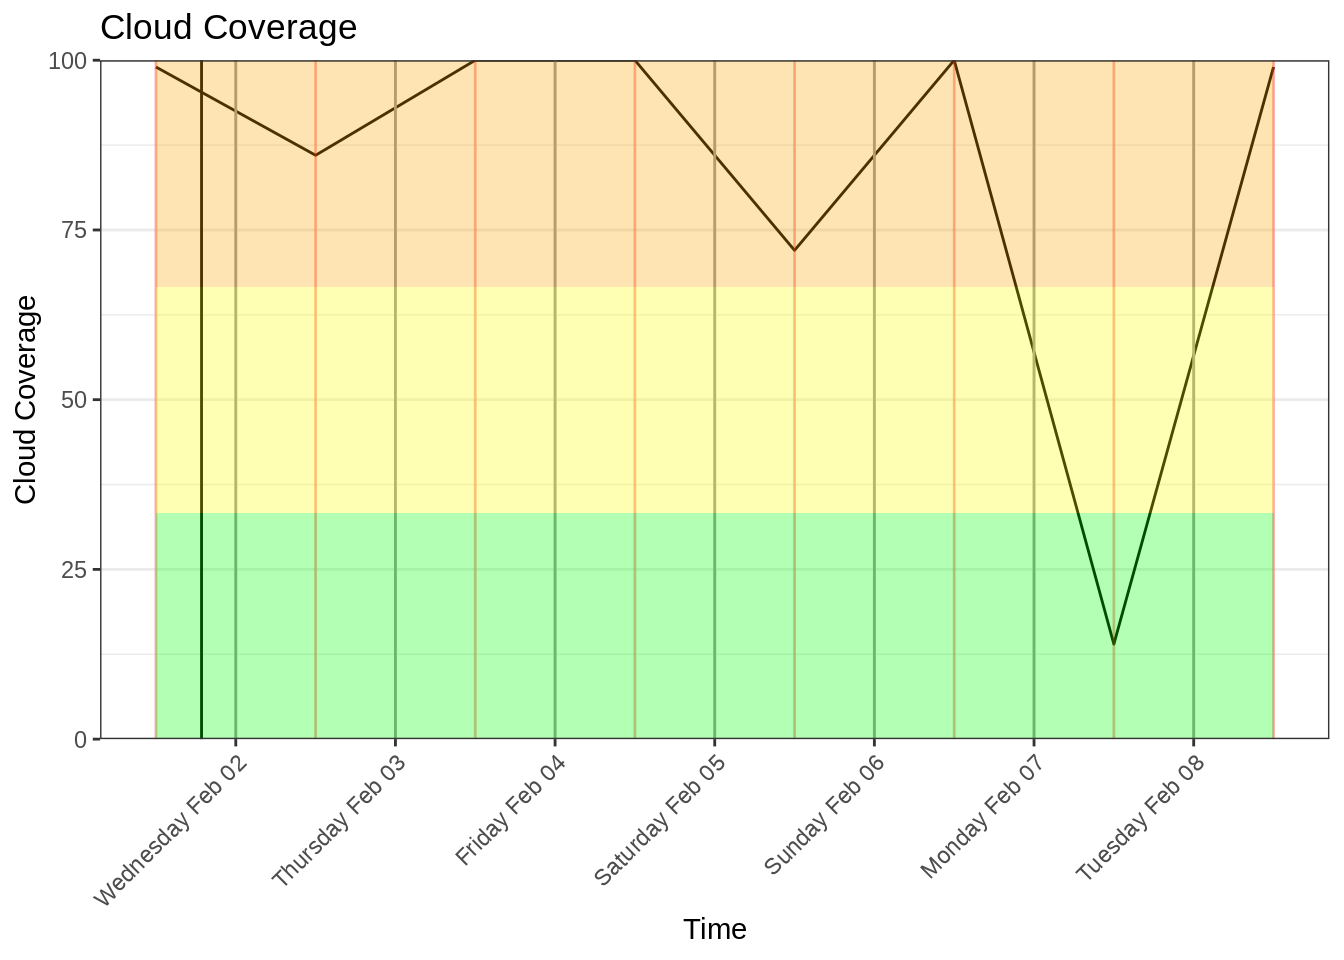 Cloud Coverage
100
75
50
25
0
Cloud Coverage
Wednesday Feb 02
Thursday Feb 03
Friday Feb 04
Saturday Feb 05
Sunday Feb 06
Monday Feb 07
Tuesday Feb 08
Time